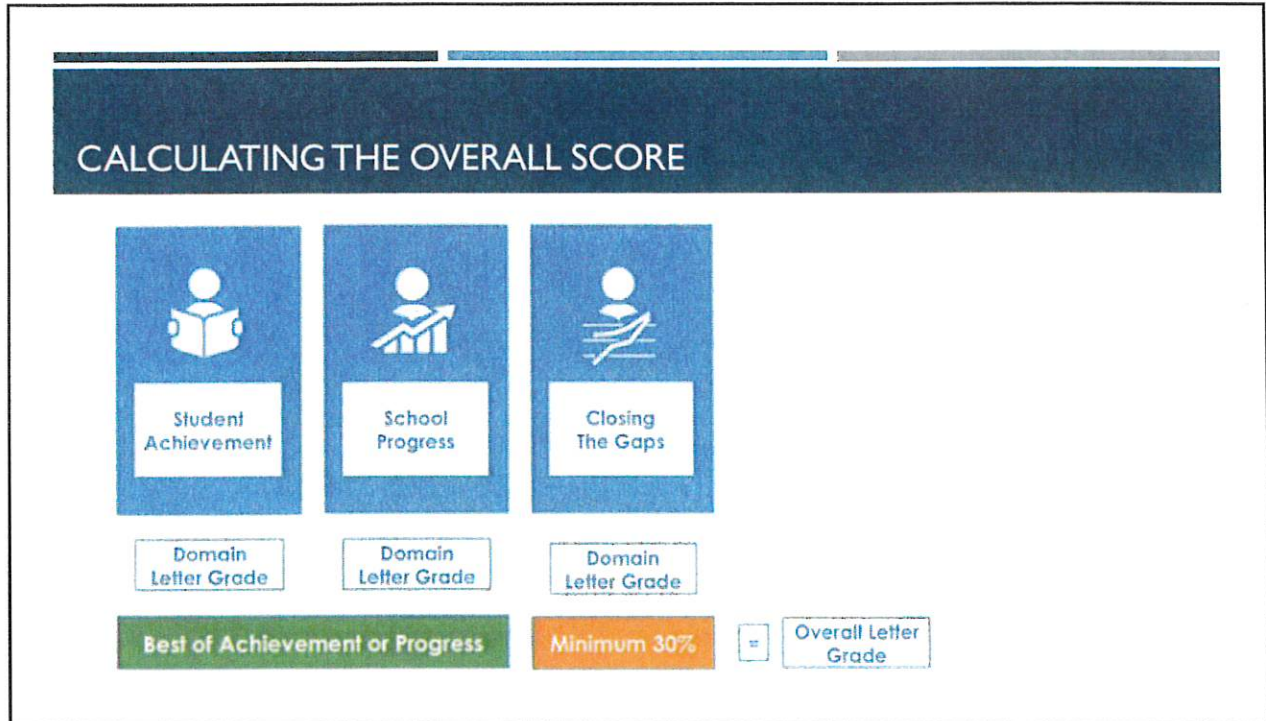 CALCULATING THE OVERALL SCORE
Student
Achievement
School
Progress
Closing
The Gaps
Domain
Letter Grade
Domain
Letter Grade
Domain
Letter Grade
Best of Achievement or Progress
Minimum 30%
=
Overall Letter
Grade